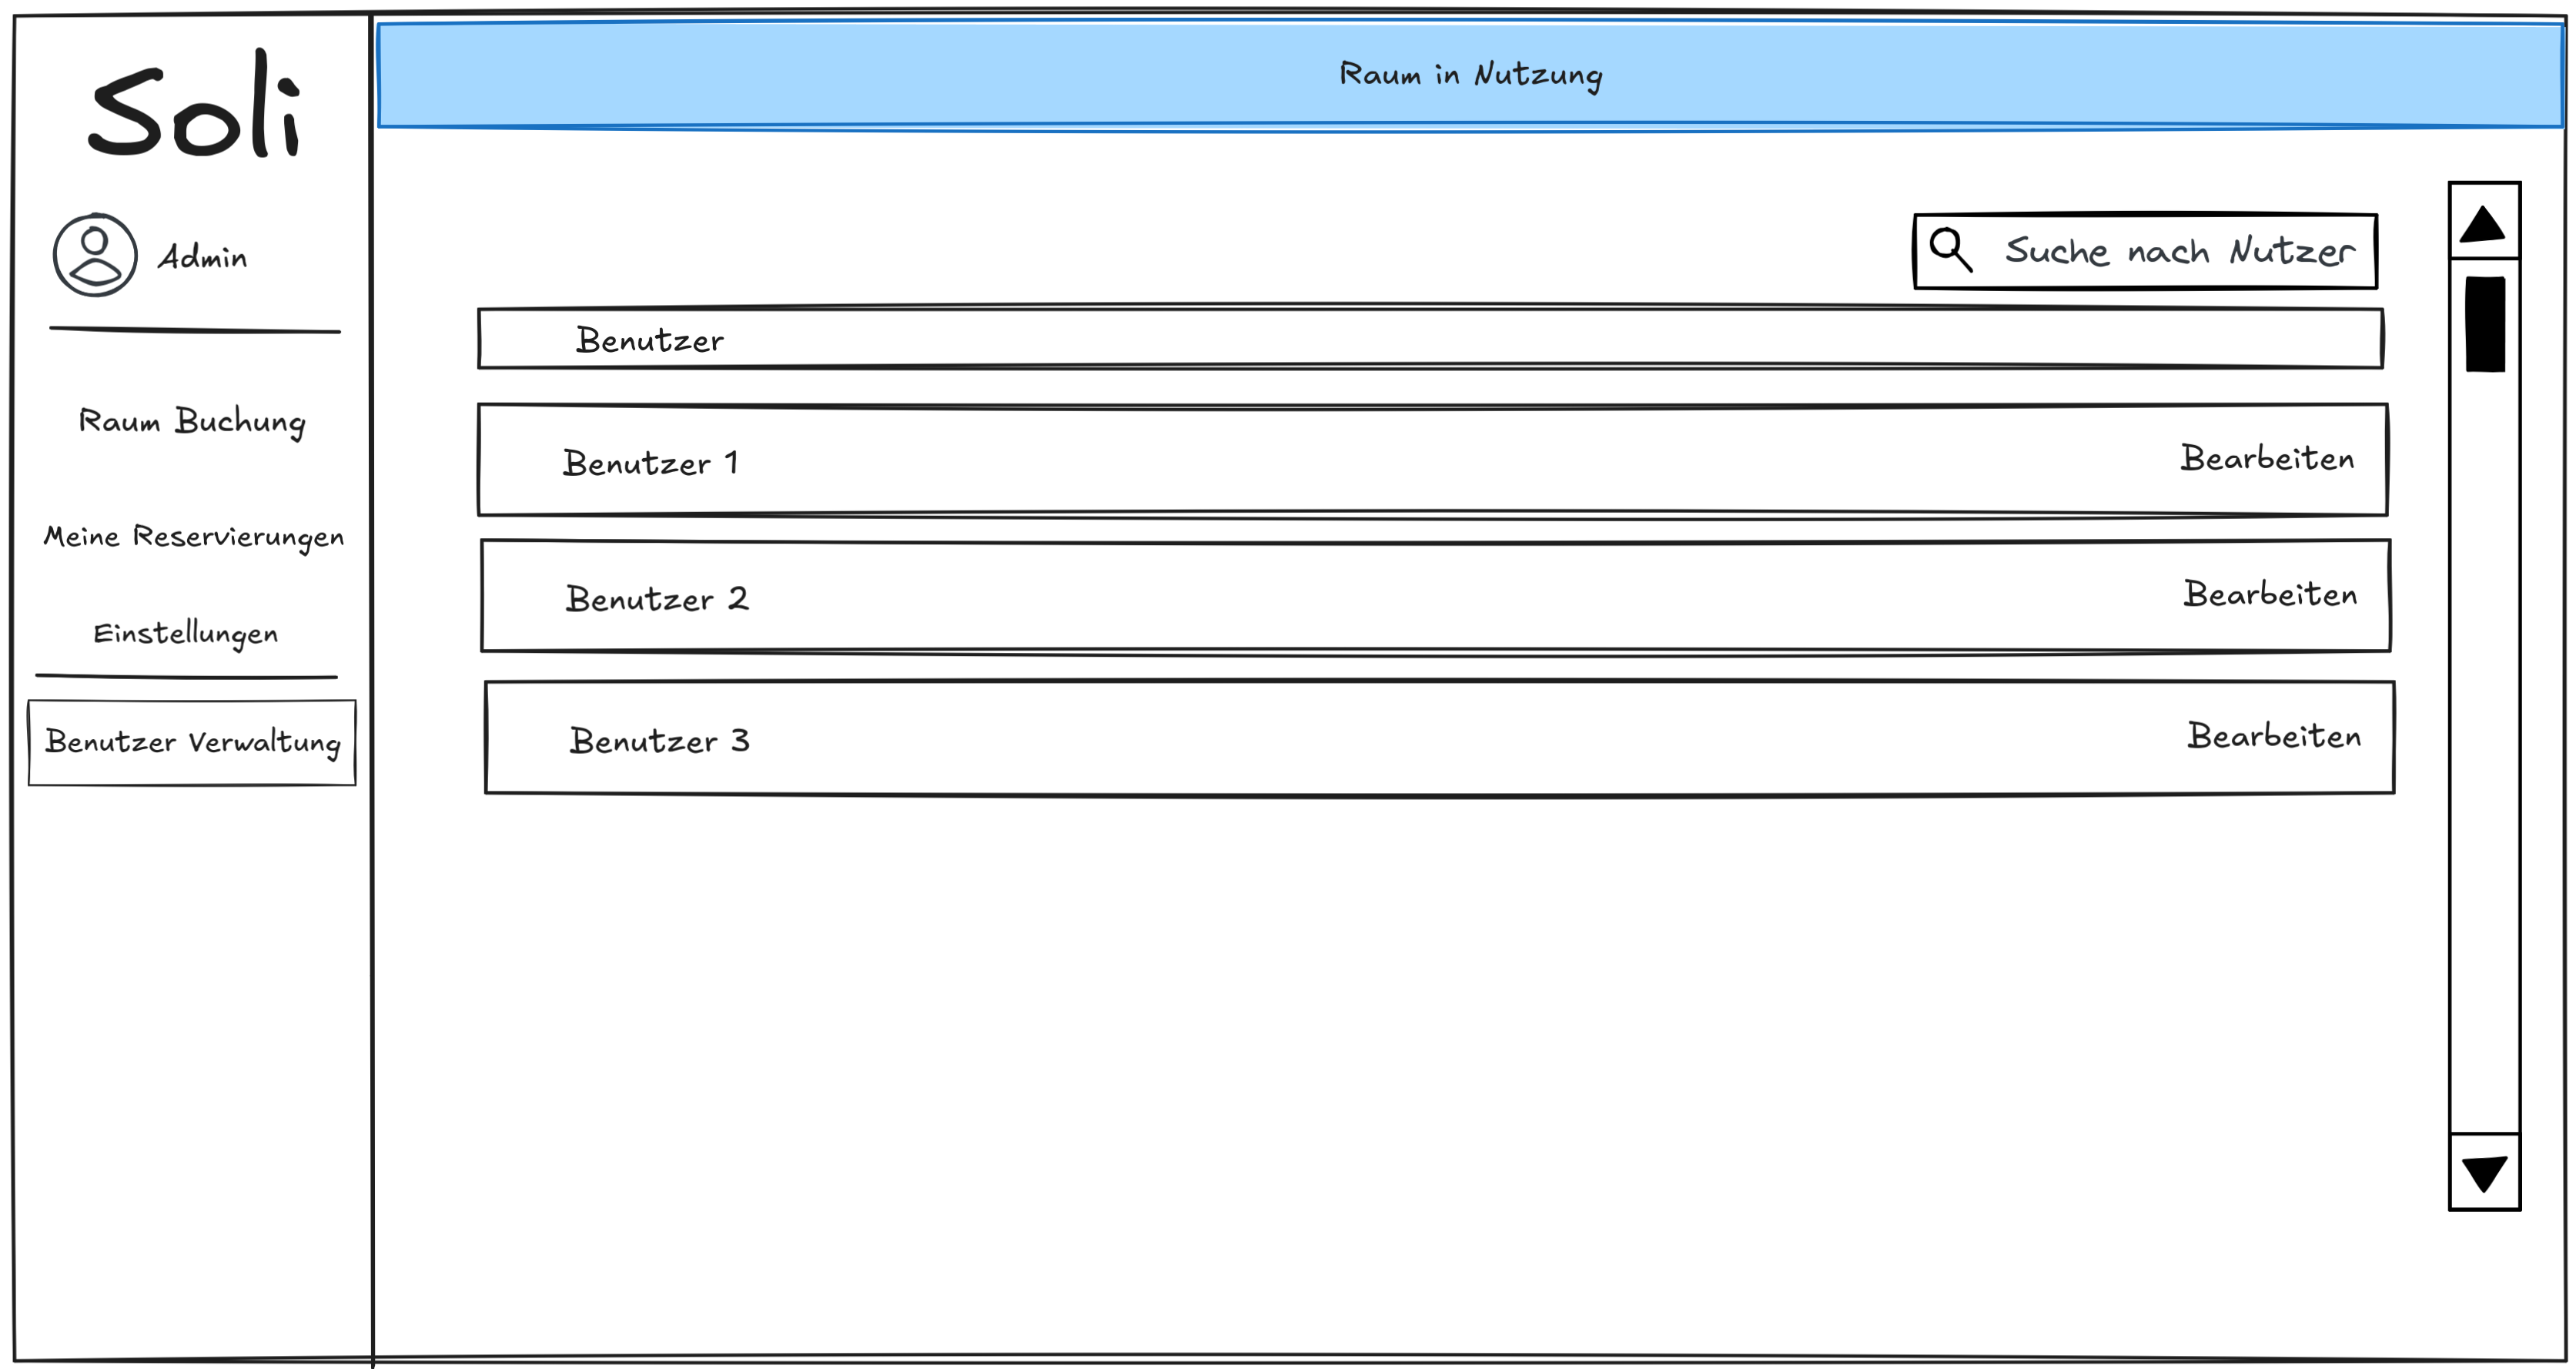 Soli
Admin
Raum Buchung
Meine Reservierungen
Einstellungen
Benutzer Verwaltung
Raum in Nutzung
Suche nach Nutzer
Benutzer
Benutzer 1 Bearbeiten
Benutzer 2 Bearbeiten
Benutzer 3 Bearbeiten